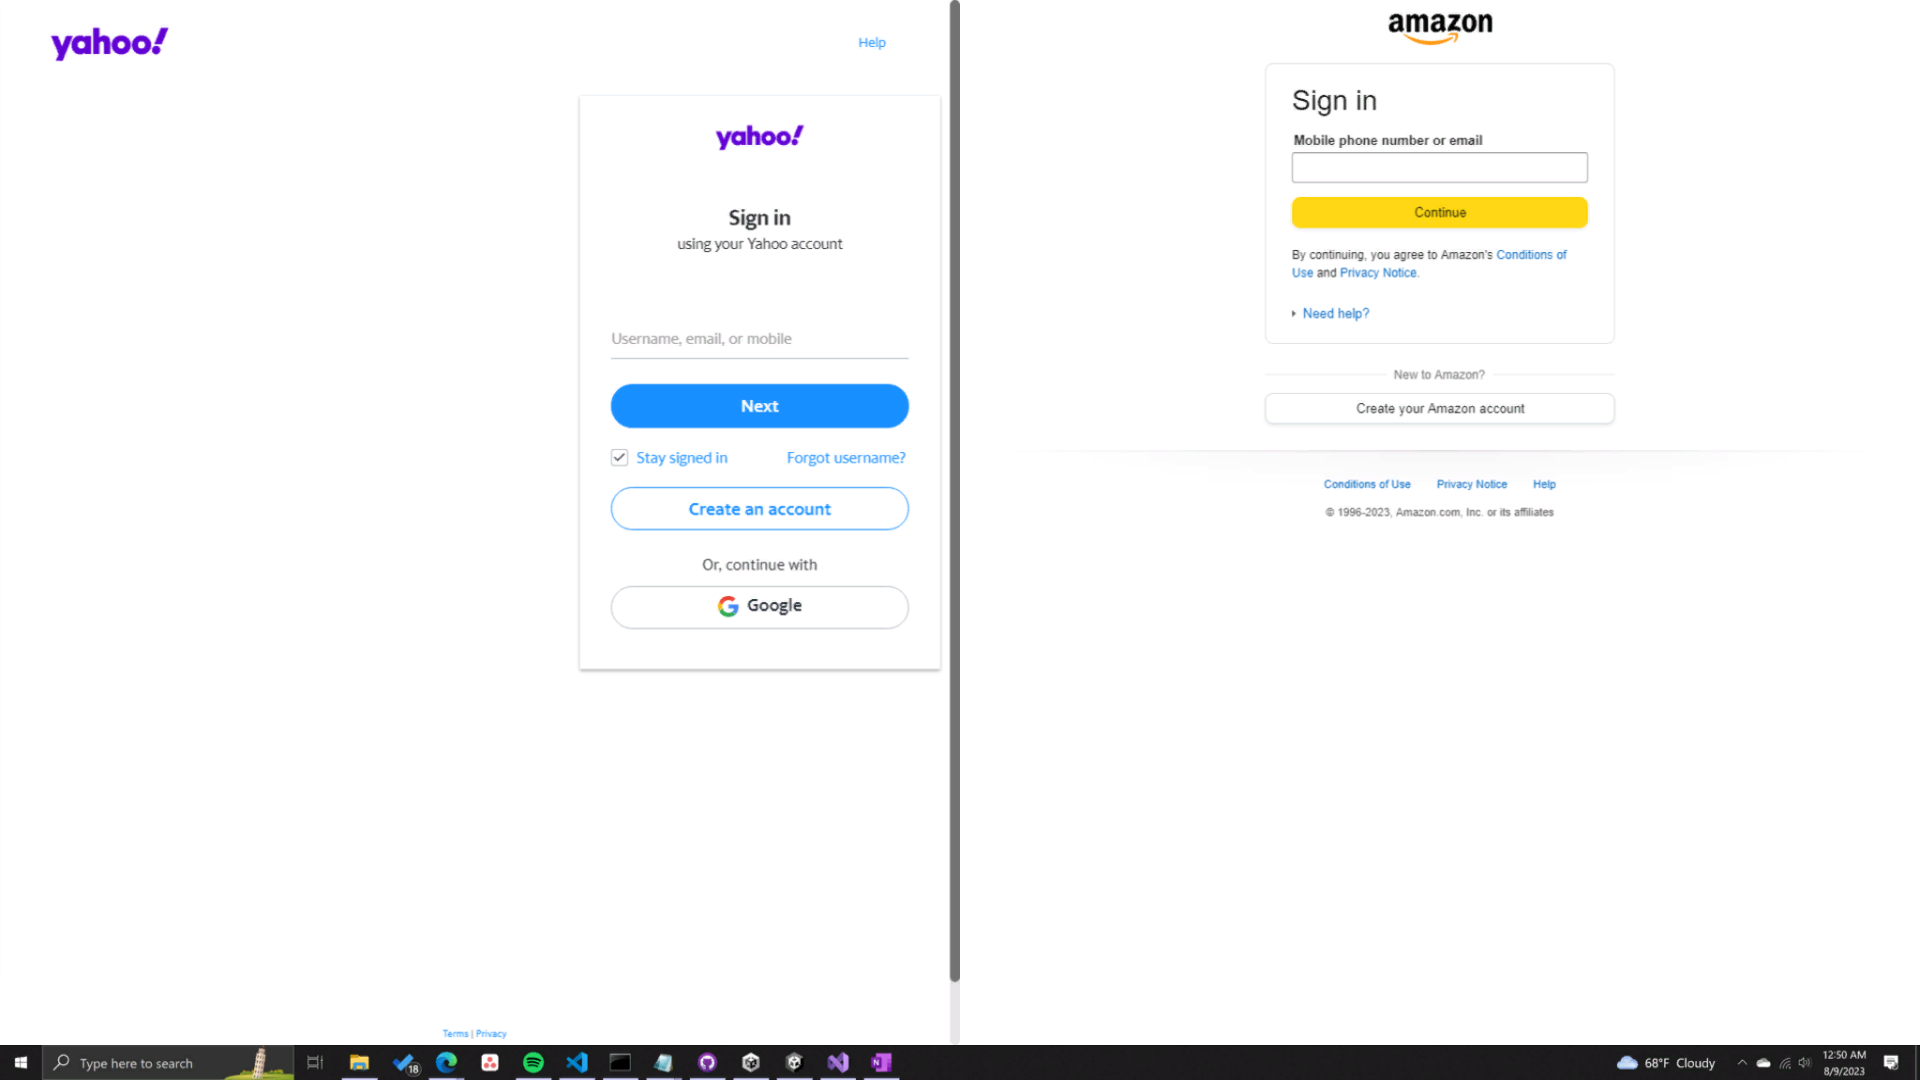 yahoo!
Help
yahoo!
Sign in
using your Yahoo account
Username, email, or mobile
Next
Stay signed in
Forgot username?
Create an account
Or, continue with
Google
Terms | Privacy
amazon
Sign in
Mobile phone number or email
Continue
By continuing, you agree to Amazon's Conditions of
Use and Privacy Notice.
Need help?
New to Amazon?
Create your Amazon account
Conditions of Use
Privacy Notice
Help
© 1996-2023, Amazon.com, Inc. or its affiliates
Type here to search
18
N
68°F Cloudy
12:50 AM
8/9/2023